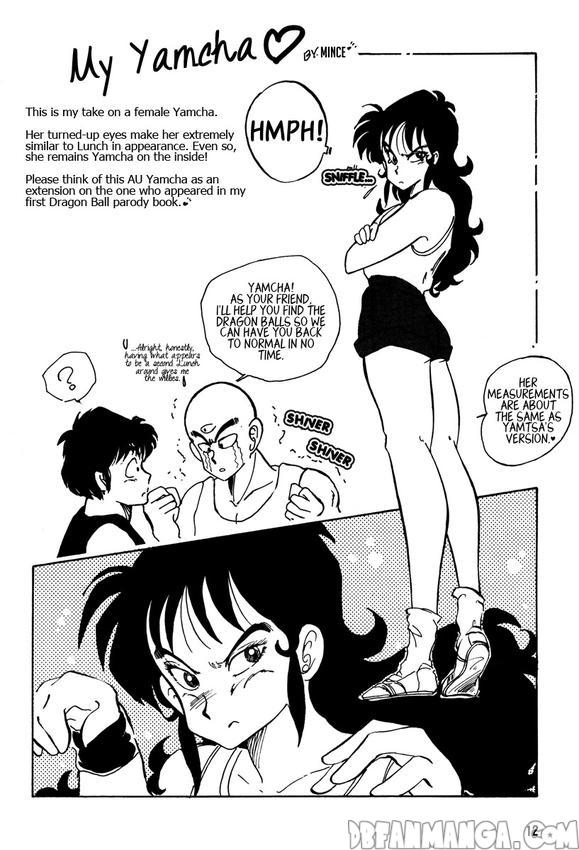 My Yamcha♡
BY: MINCE
This is my take on a female Yamcha.
Her turned-up eyes make her extremely
similar to Lunch in appearance. Even so,
she remains Yamcha on the inside!
Please think of this AU Yamcha as an
extension on the one who appeared in my
first Dragon Ball parody book.
HMPH!
SNIFFLE...
YAMCHA!
AS YOUR FRIEND,
I'LL HELP YOU FIND THE
DRAGON BALLS SO WE
CAN HAVE YOU BACK
TO NORMAL IN NO
TIME.
...Alright, honestly,
having what appears
to be a second Lunch
around gives me
the willies.
?
SHIVER
SHIVER
HER
MEASUREMENTS
ARE ABOUT
THE SAME AS
YAMTSA'S
VERSION.♥
12
DBFANMANGA.COM